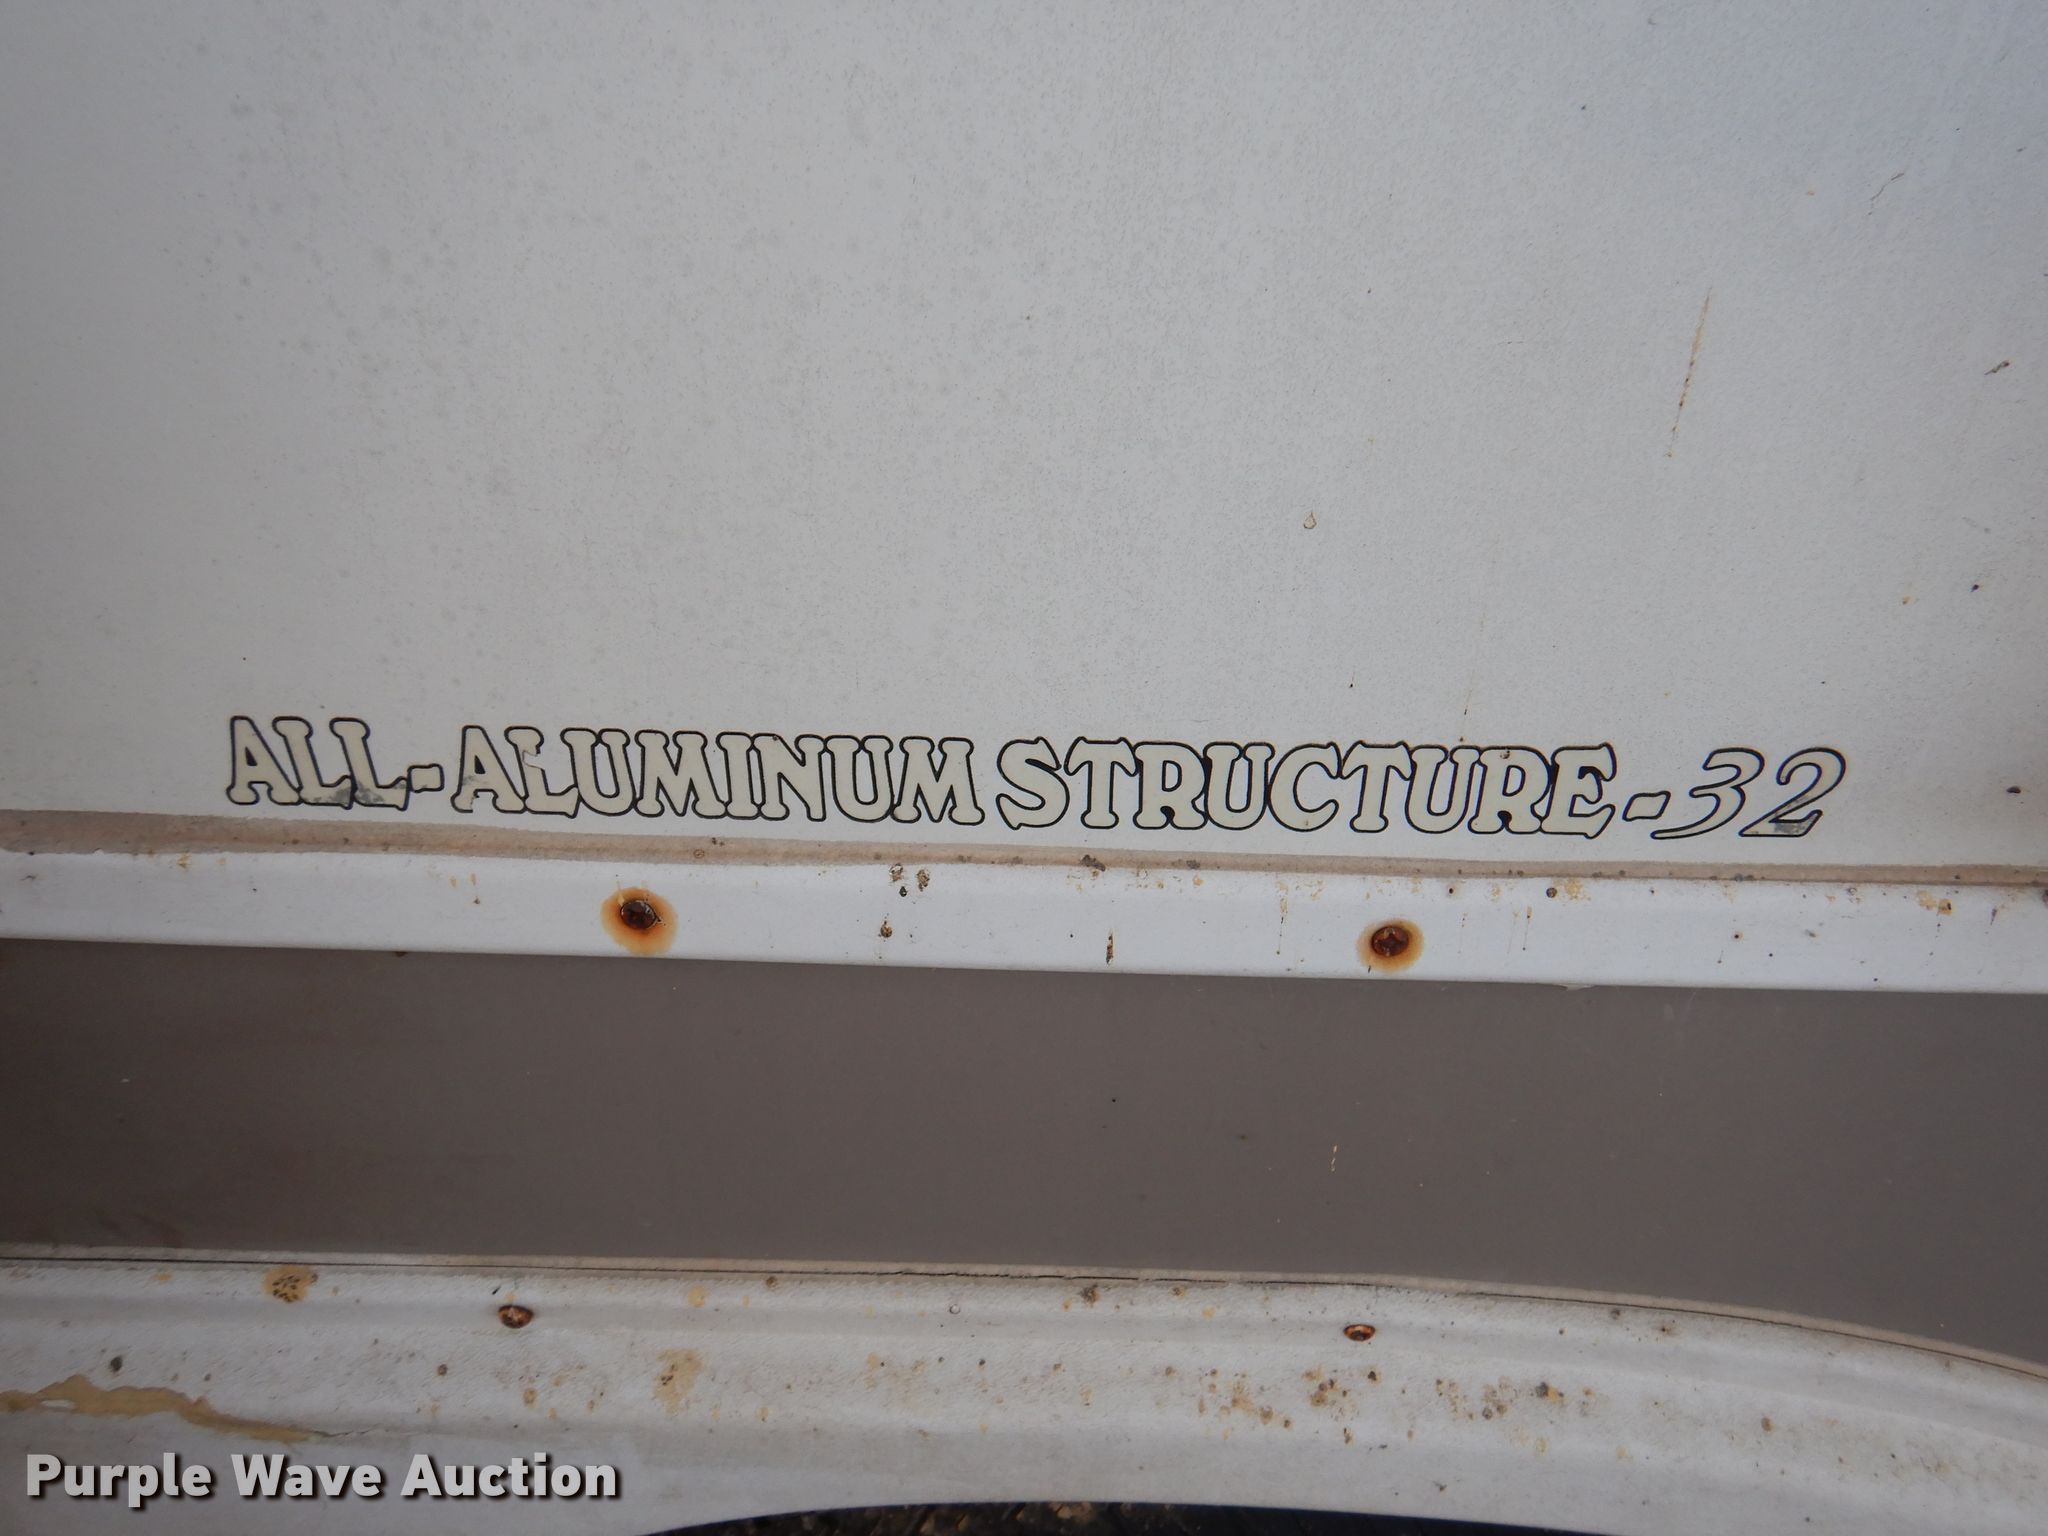 ALL-ALUMINUM STRUCTURE-32
Purple Wave Auction